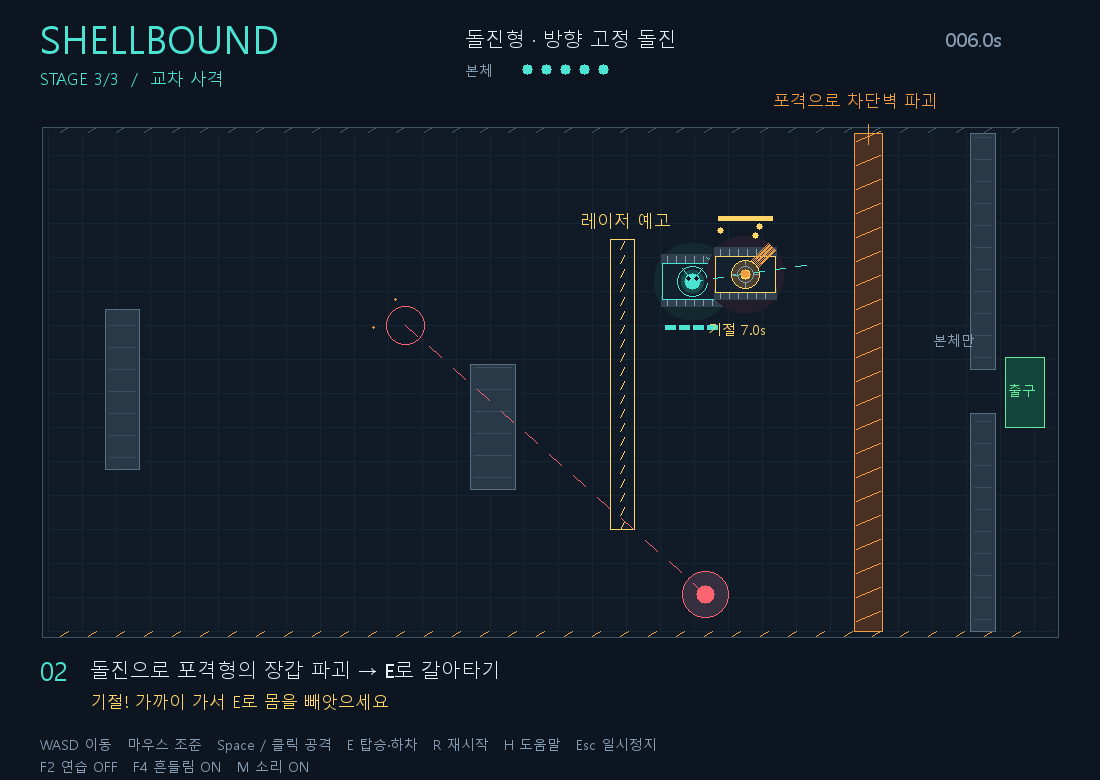 SHELLBOUND
STAGE 3/3 / 교차 사격
돌진형 · 방향 고정 돌진
본체
006.0s
포격으로 차단벽 파괴
레이저 예고
기절 7.0s
본체만
출구
02 돌진으로 포격형의 장갑 파괴 → E로 갈아타기
기절! 가까이 가서 E로 몸을 빼앗으세요
WASD 이동 마우스 조준 Space / 클릭 공격 E 탑승·하차 R 재시작 H 도움말 Esc 일시정지
F2 연습 OFF F4 흔들림 ON M 소리 ON